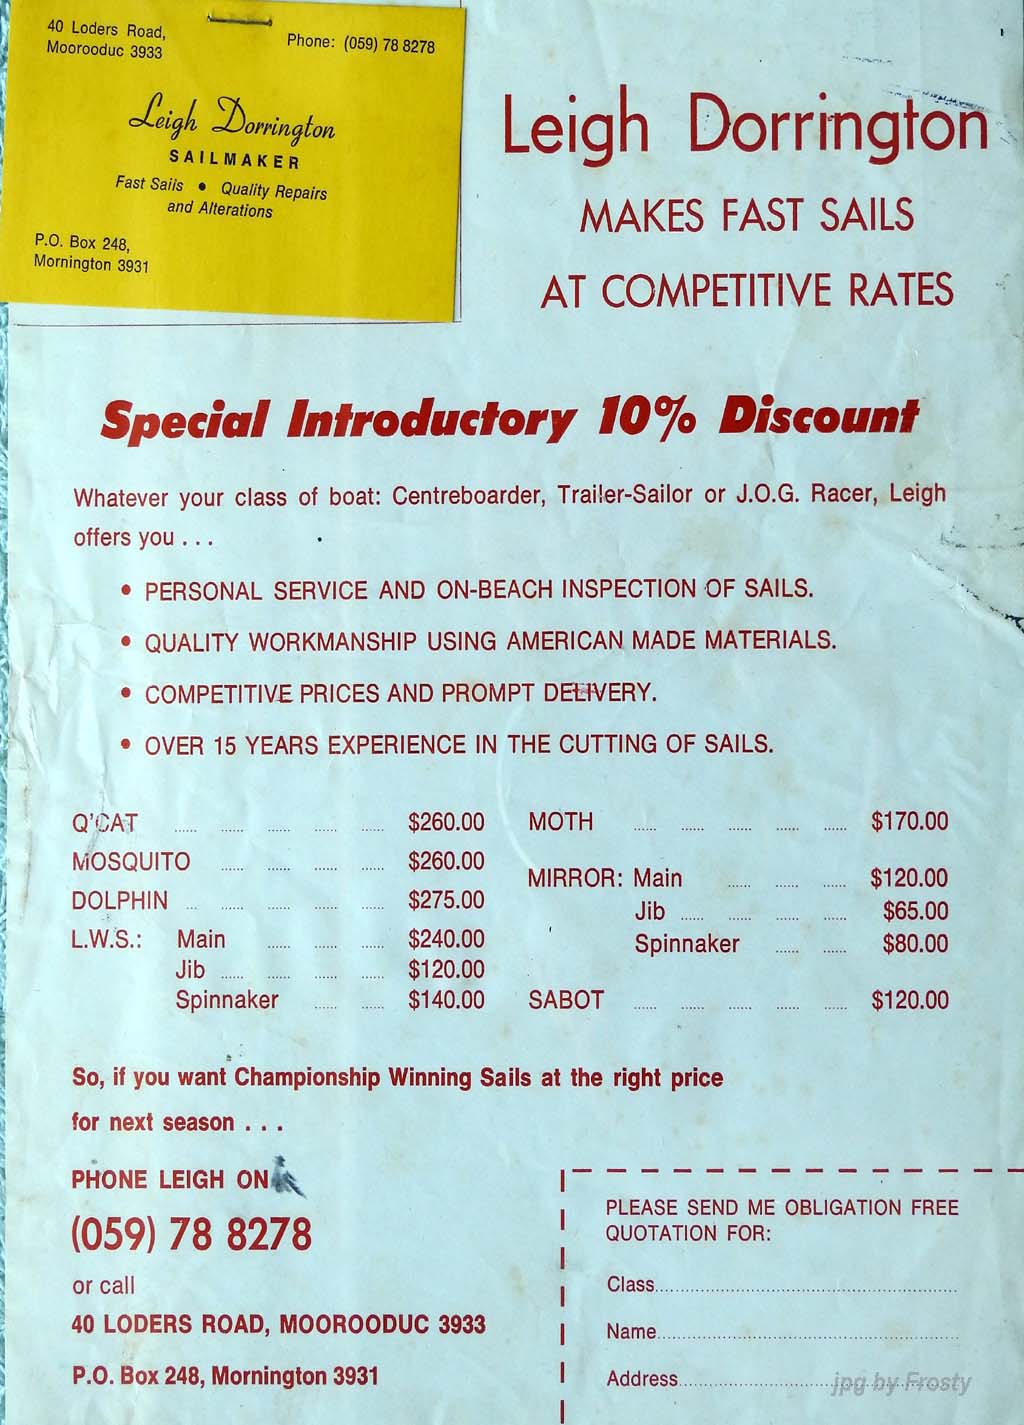 40 Loders Road,
Moorooduc 3933
Phone: (059) 78 8278
Leigh Dorrington
SAILMAKER
Fast Sails • Quality Repairs
and Alterations
P.O. Box 248,
Mornington 3931
Leigh Dorrington
MAKES FAST SAILS
AT COMPETITIVE RATES
Special Introductory 10% Discount
Whatever your class of boat: Centreboarder, Trailer-Sailor or J.O.G. Racer, Leigh
offers you . . .
• PERSONAL SERVICE AND ON-BEACH INSPECTION OF SAILS.
• QUALITY WORKMANSHIP USING AMERICAN MADE MATERIALS.
• COMPETITIVE PRICES AND PROMPT DELIVERY.
• OVER 15 YEARS EXPERIENCE IN THE CUTTING OF SAILS.
Q'CAT ...... ...... ...... ...... ...... $260.00
MOSQUITO ...... ...... ...... ...... $260.00
DOLPHIN ... ...... ...... ...... ...... $275.00
L.W.S.: Main ...... ...... ...... $240.00
Jib ...... ...... ...... ...... $120.00
Spinnaker ...... ...... $140.00
MOTH ...... ...... ...... ...... ...... $170.00
MIRROR: Main ...... ...... ...... $120.00
Jib ...... ...... ...... ...... $65.00
Spinnaker ...... ...... $80.00
SABOT ...... ...... ...... ...... ...... $120.00
So, if you want Championship Winning Sails at the right price
for next season . . .
PHONE LEIGH ON
(059) 78 8278
or call
40 LODERS ROAD, MOOROODUC 3933
P.O. Box 248, Mornington 3931
PLEASE SEND ME OBLIGATION FREE
QUOTATION FOR:
Class..........
Name..........
Address..........
jpg by Frosty